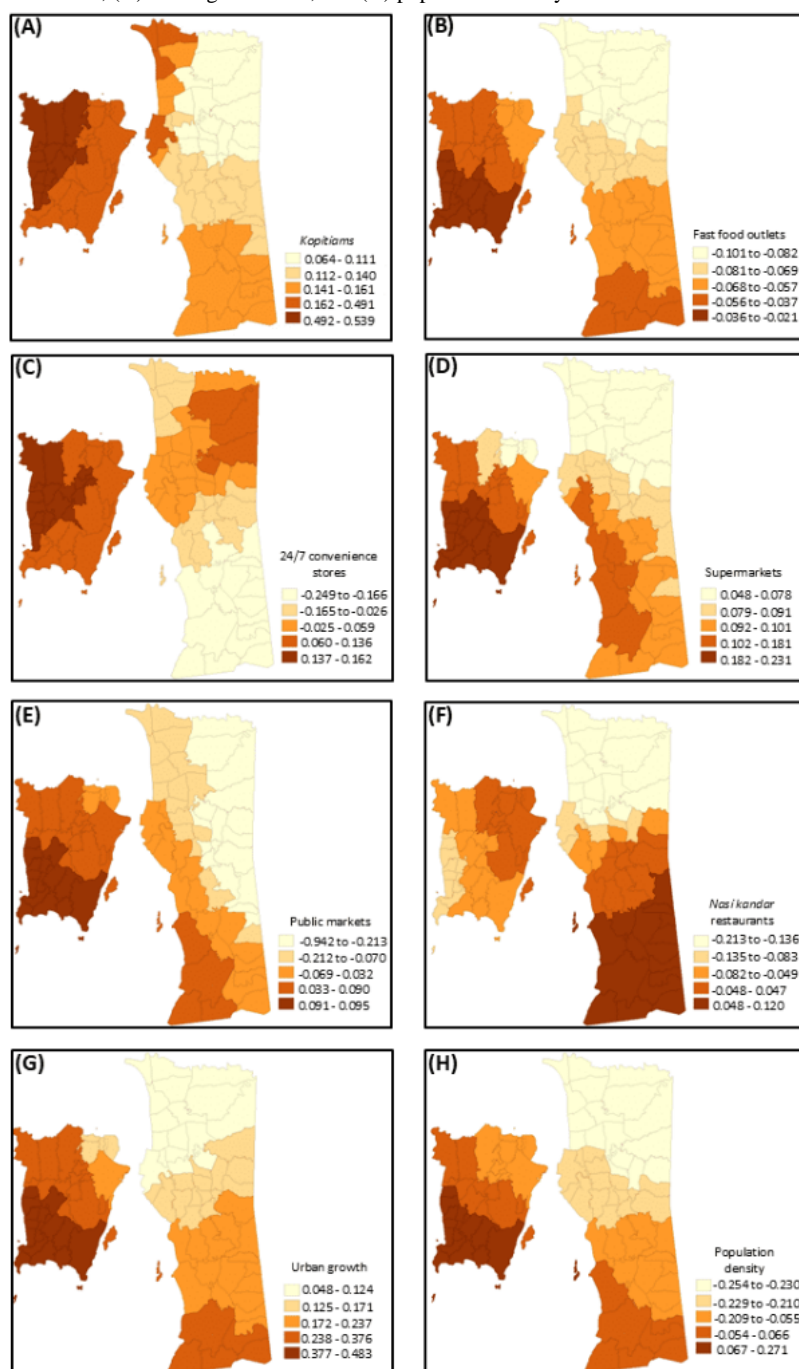 (A)
Kopitiams
0.064 - 0.111
0.112 - 0.140
0.141 - 0.161
0.162 - 0.491
0.492 - 0.539
(B)
Fast food outlets
-0.101 to -0.082
-0.081 to -0.069
-0.068 to -0.057
-0.056 to -0.037
-0.036 to -0.021
(C)
24/7 convenience
stores
-0.249 to -0.166
-0.165 to -0.026
-0.025 - 0.059
0.060 - 0.136
0.137 - 0.162
(D)
Supermarkets
0.048 - 0.078
0.079 - 0.091
0.092 - 0.101
0.102 - 0.181
0.182 - 0.231
(E)
Public markets
-0.942 to -0.213
-0.212 to -0.070
-0.069 - 0.032
0.033 - 0.090
0.091 - 0.095
(F)
Nasi kandar
restaurants
-0.213 to -0.136
-0.135 to -0.083
-0.082 to -0.049
-0.048 - 0.047
0.048 - 0.120
(G)
Urban growth
0.048 - 0.124
0.125 - 0.171
0.172 - 0.237
0.238 - 0.376
0.377 - 0.483
(H)
Population
density
-0.254 to -0.230
-0.229 to -0.210
-0.209 to -0.055
-0.054 - 0.066
0.067 - 0.271